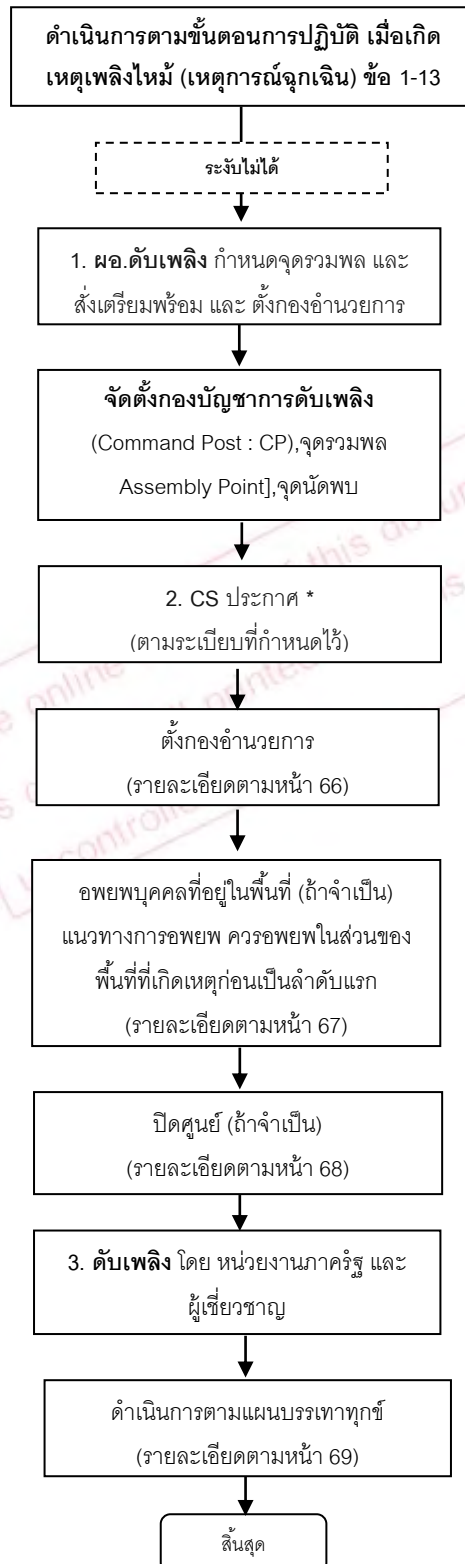 ดำเนินการตามขั้นตอนการปฏิบัติ เมื่อเกิด
เหตุเพลิงไหม้ (เหตุการณ์ฉุกเฉิน) ข้อ 1-13
ระงับไม่ได้
1. ผอ.ดับเพลิง กำหนดจุดรวมพล และ
สั่งเตรียมพร้อม และ ตั้งกองอำนวยการ
จัดตั้งกองบัญชาการดับเพลิง
(Command Post : CP),จุดรวมพล
Assembly Point],จุดนัดพบ
2. CS ประกาศ *
(ตามระเบียบที่กำหนดไว้)
ตั้งกองอำนวยการ
(รายละเอียดตามหน้า 66)
อพยพบุคคลที่อยู่ในพื้นที่ (ถ้าจำเป็น)
แนวทางการอพยพ ควรอพยพในส่วนของ
พื้นที่ที่เกิดเหตุก่อนเป็นลำดับแรก
(รายละเอียดตามหน้า 67)
ปิดศูนย์ (ถ้าจำเป็น)
(รายละเอียดตามหน้า 68)
3. ดับเพลิง โดย หน่วยงานภาครัฐ และ
ผู้เชี่ยวชาญ
ดำเนินการตามแผนบรรเทาทุกข์
(รายละเอียดตามหน้า 69)
สิ้นสุด